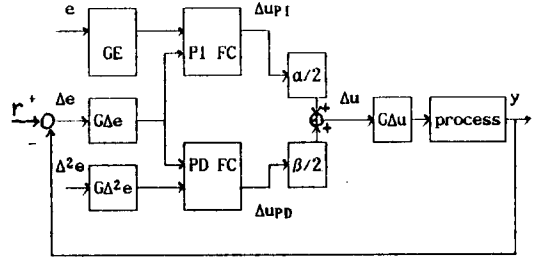 e
GE
PI FC
ΔuPI
α/2
r
+
-
Δe
GΔe
Δu
+
+
GΔu
process
y
Δ²e
GΔ²e
PD FC
ΔuPD
β/2